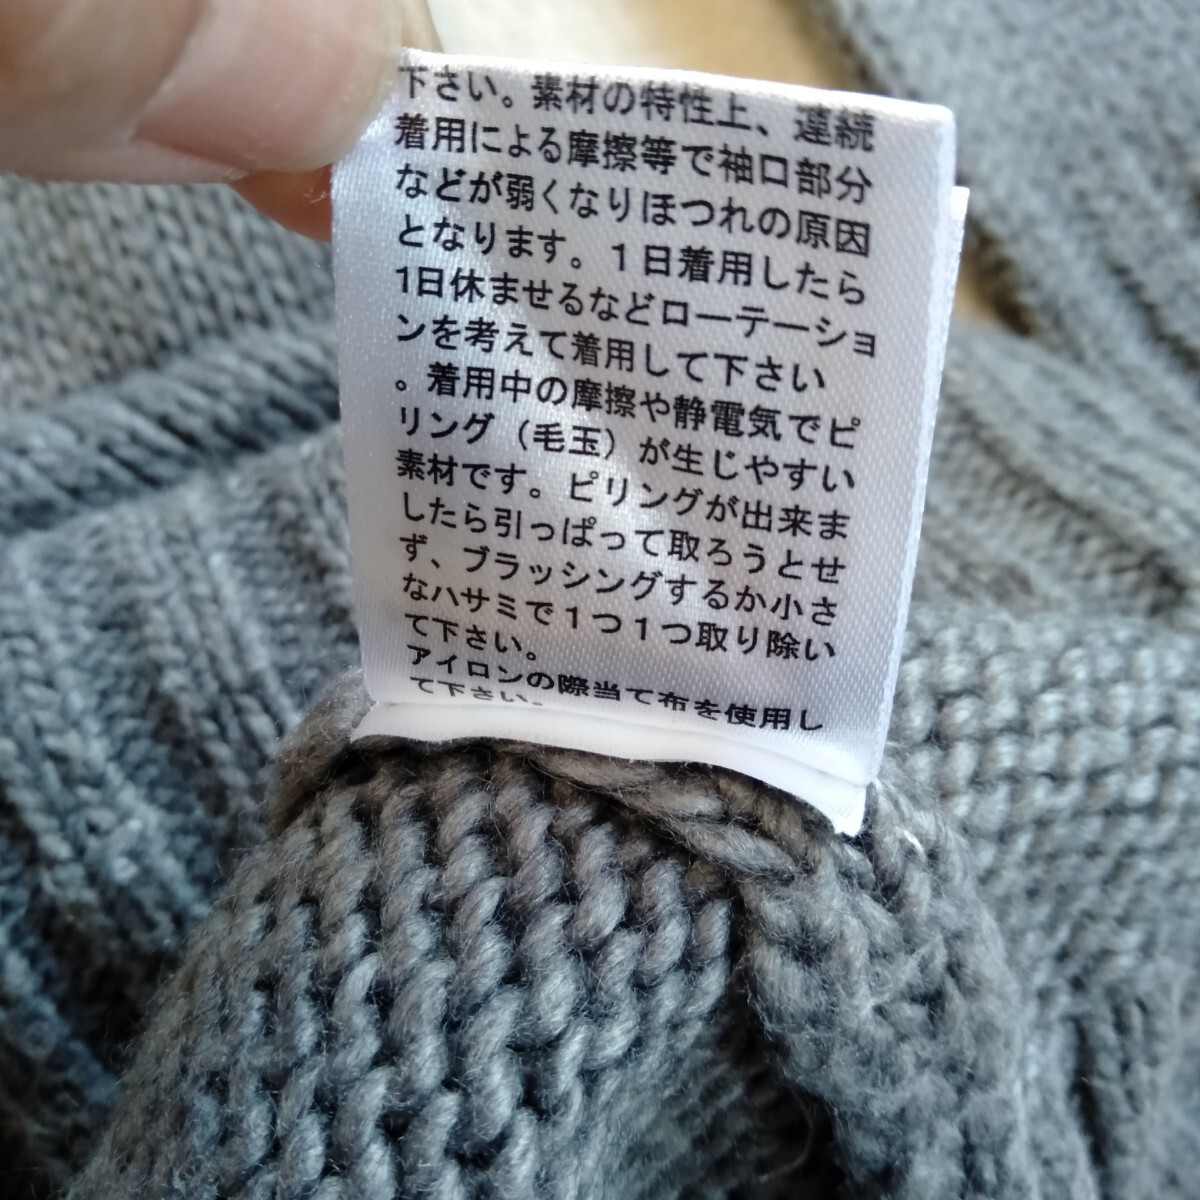 下さい。素材の特性上、連続
着用による摩擦等で袖口部分
などが弱くなりほつれの原因
となります。1日着用したら
1日休ませるなどローテーショ
ンを考えて着用して下さい
。着用中の摩擦や静電気でピ
リング(毛玉)が生じやすい
素材です。ピリングが出来ま
したら引っぱって取ろうとせ
ず、ブラッシングするか小さ
なハサミで1つ1つ取り除い
て下さい。
アイロンの際当て布を使用し
て下さい。